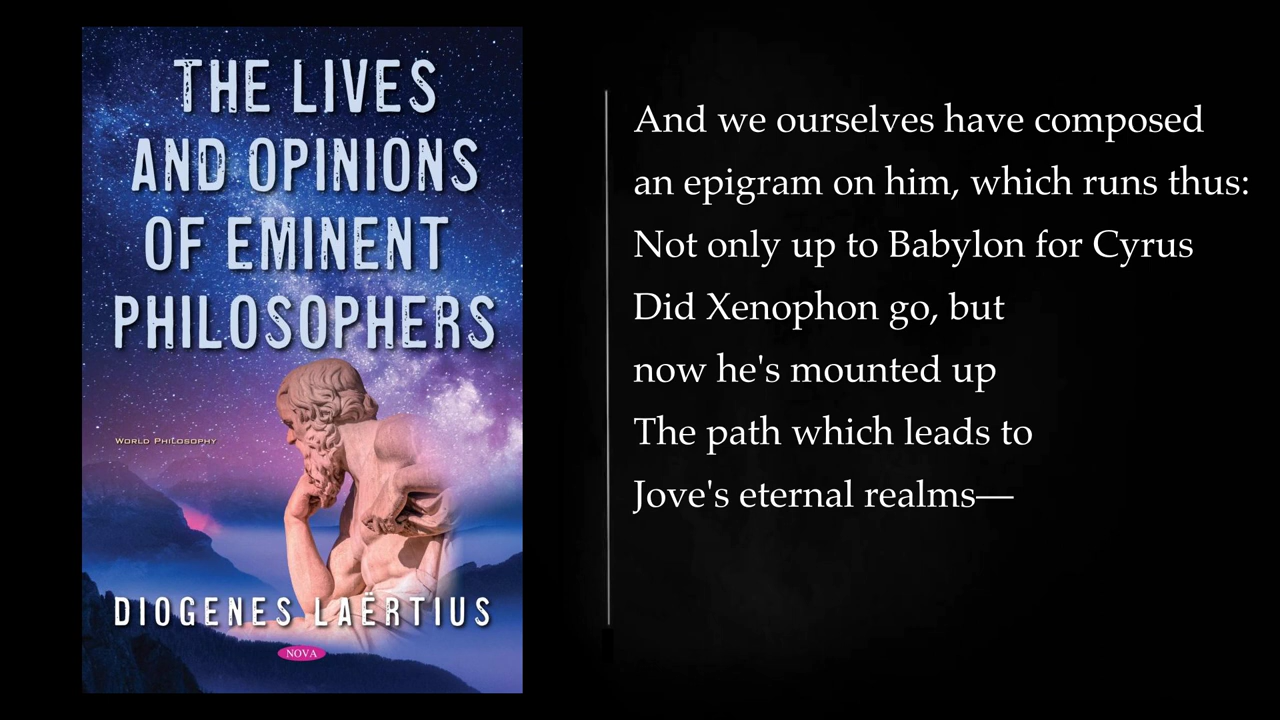 THE LIVES
AND OPINIONS
OF EMINENT
PHILOSOPHERS
WORLD PHILOSOPHY
DIOGENES LAËRTIUS
NOVA
And we ourselves have composed
an epigram on him, which runs thus:
Not only up to Babylon for Cyrus
Did Xenophon go, but
now he's mounted up
The path which leads to
Jove's eternal realms—